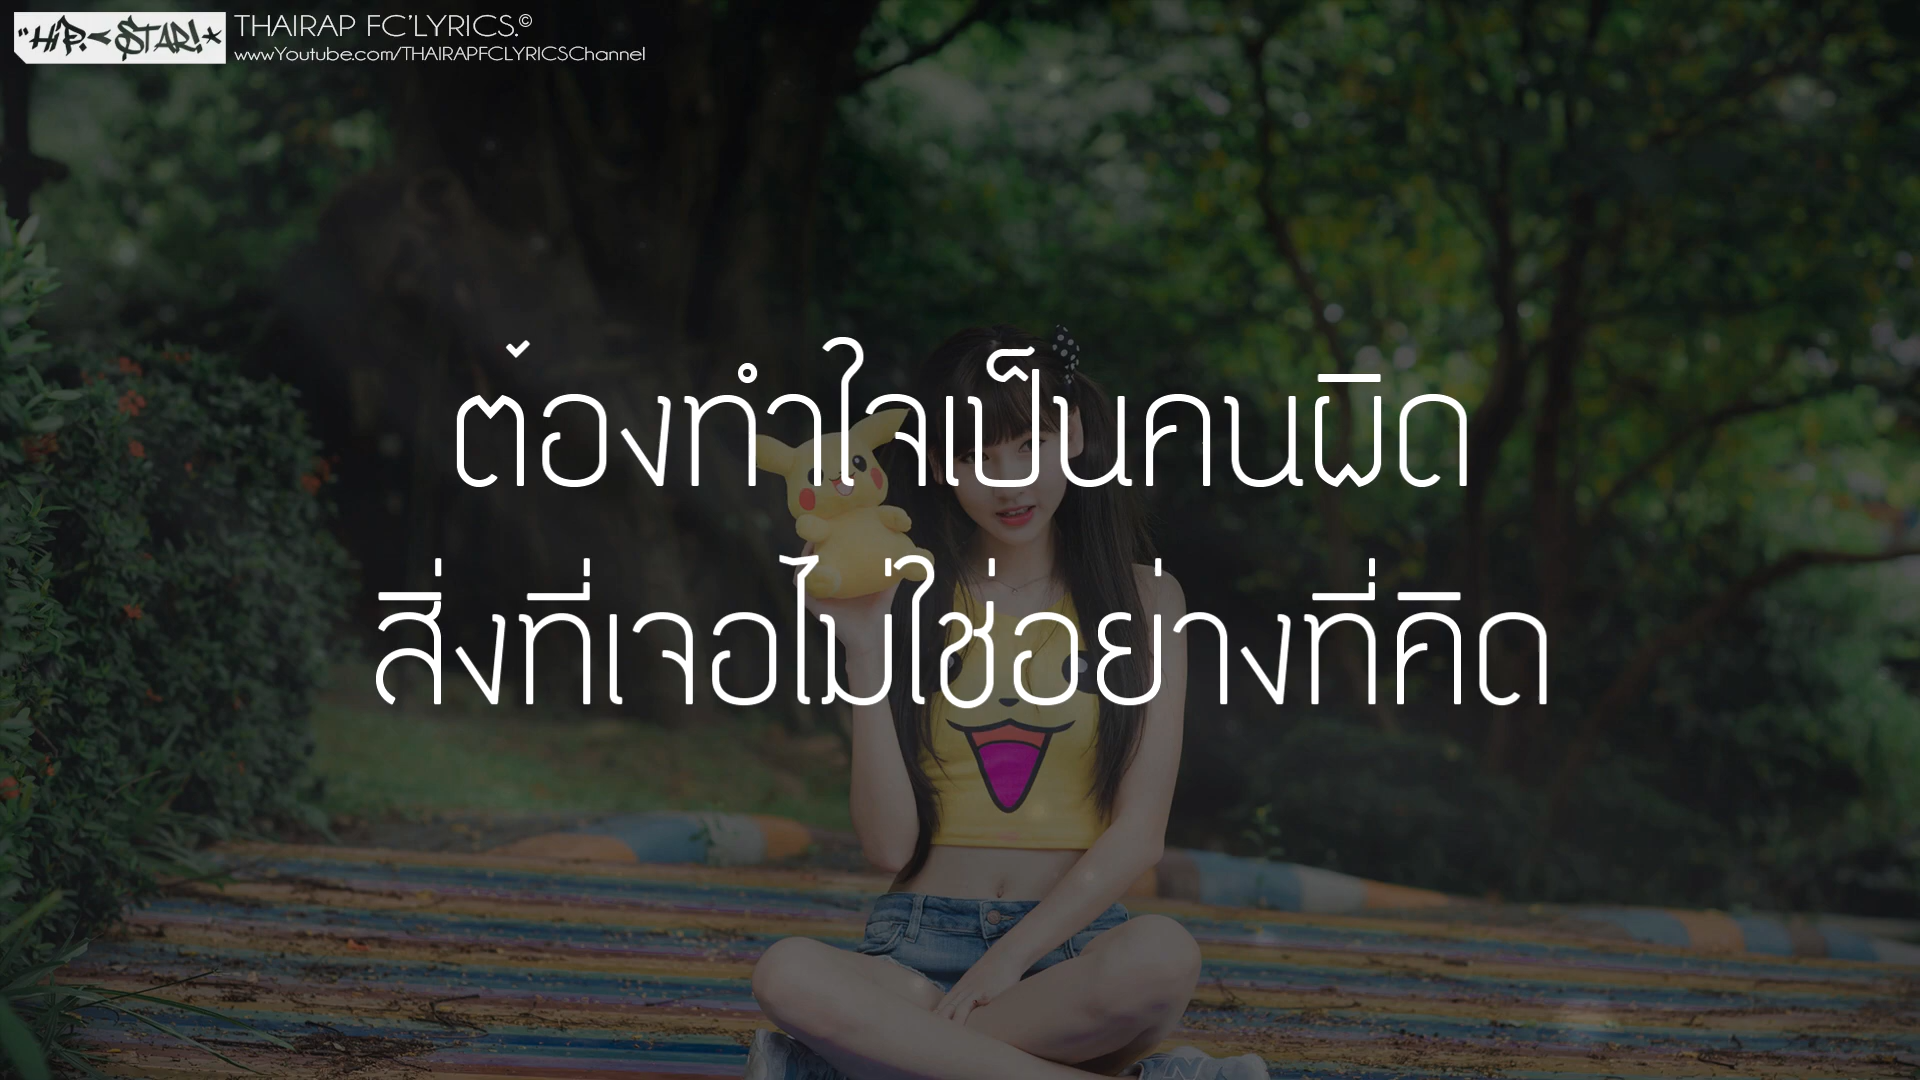 "HiP.<STAR!*
THAIRAP FC'LYRICS.©
www.Youtube.com/THAIRAPFCLYRICSChannel
ต้องทำใจเป็นคนผิด
สิ่งที่เจอไม่ใช่อย่างที่คิด